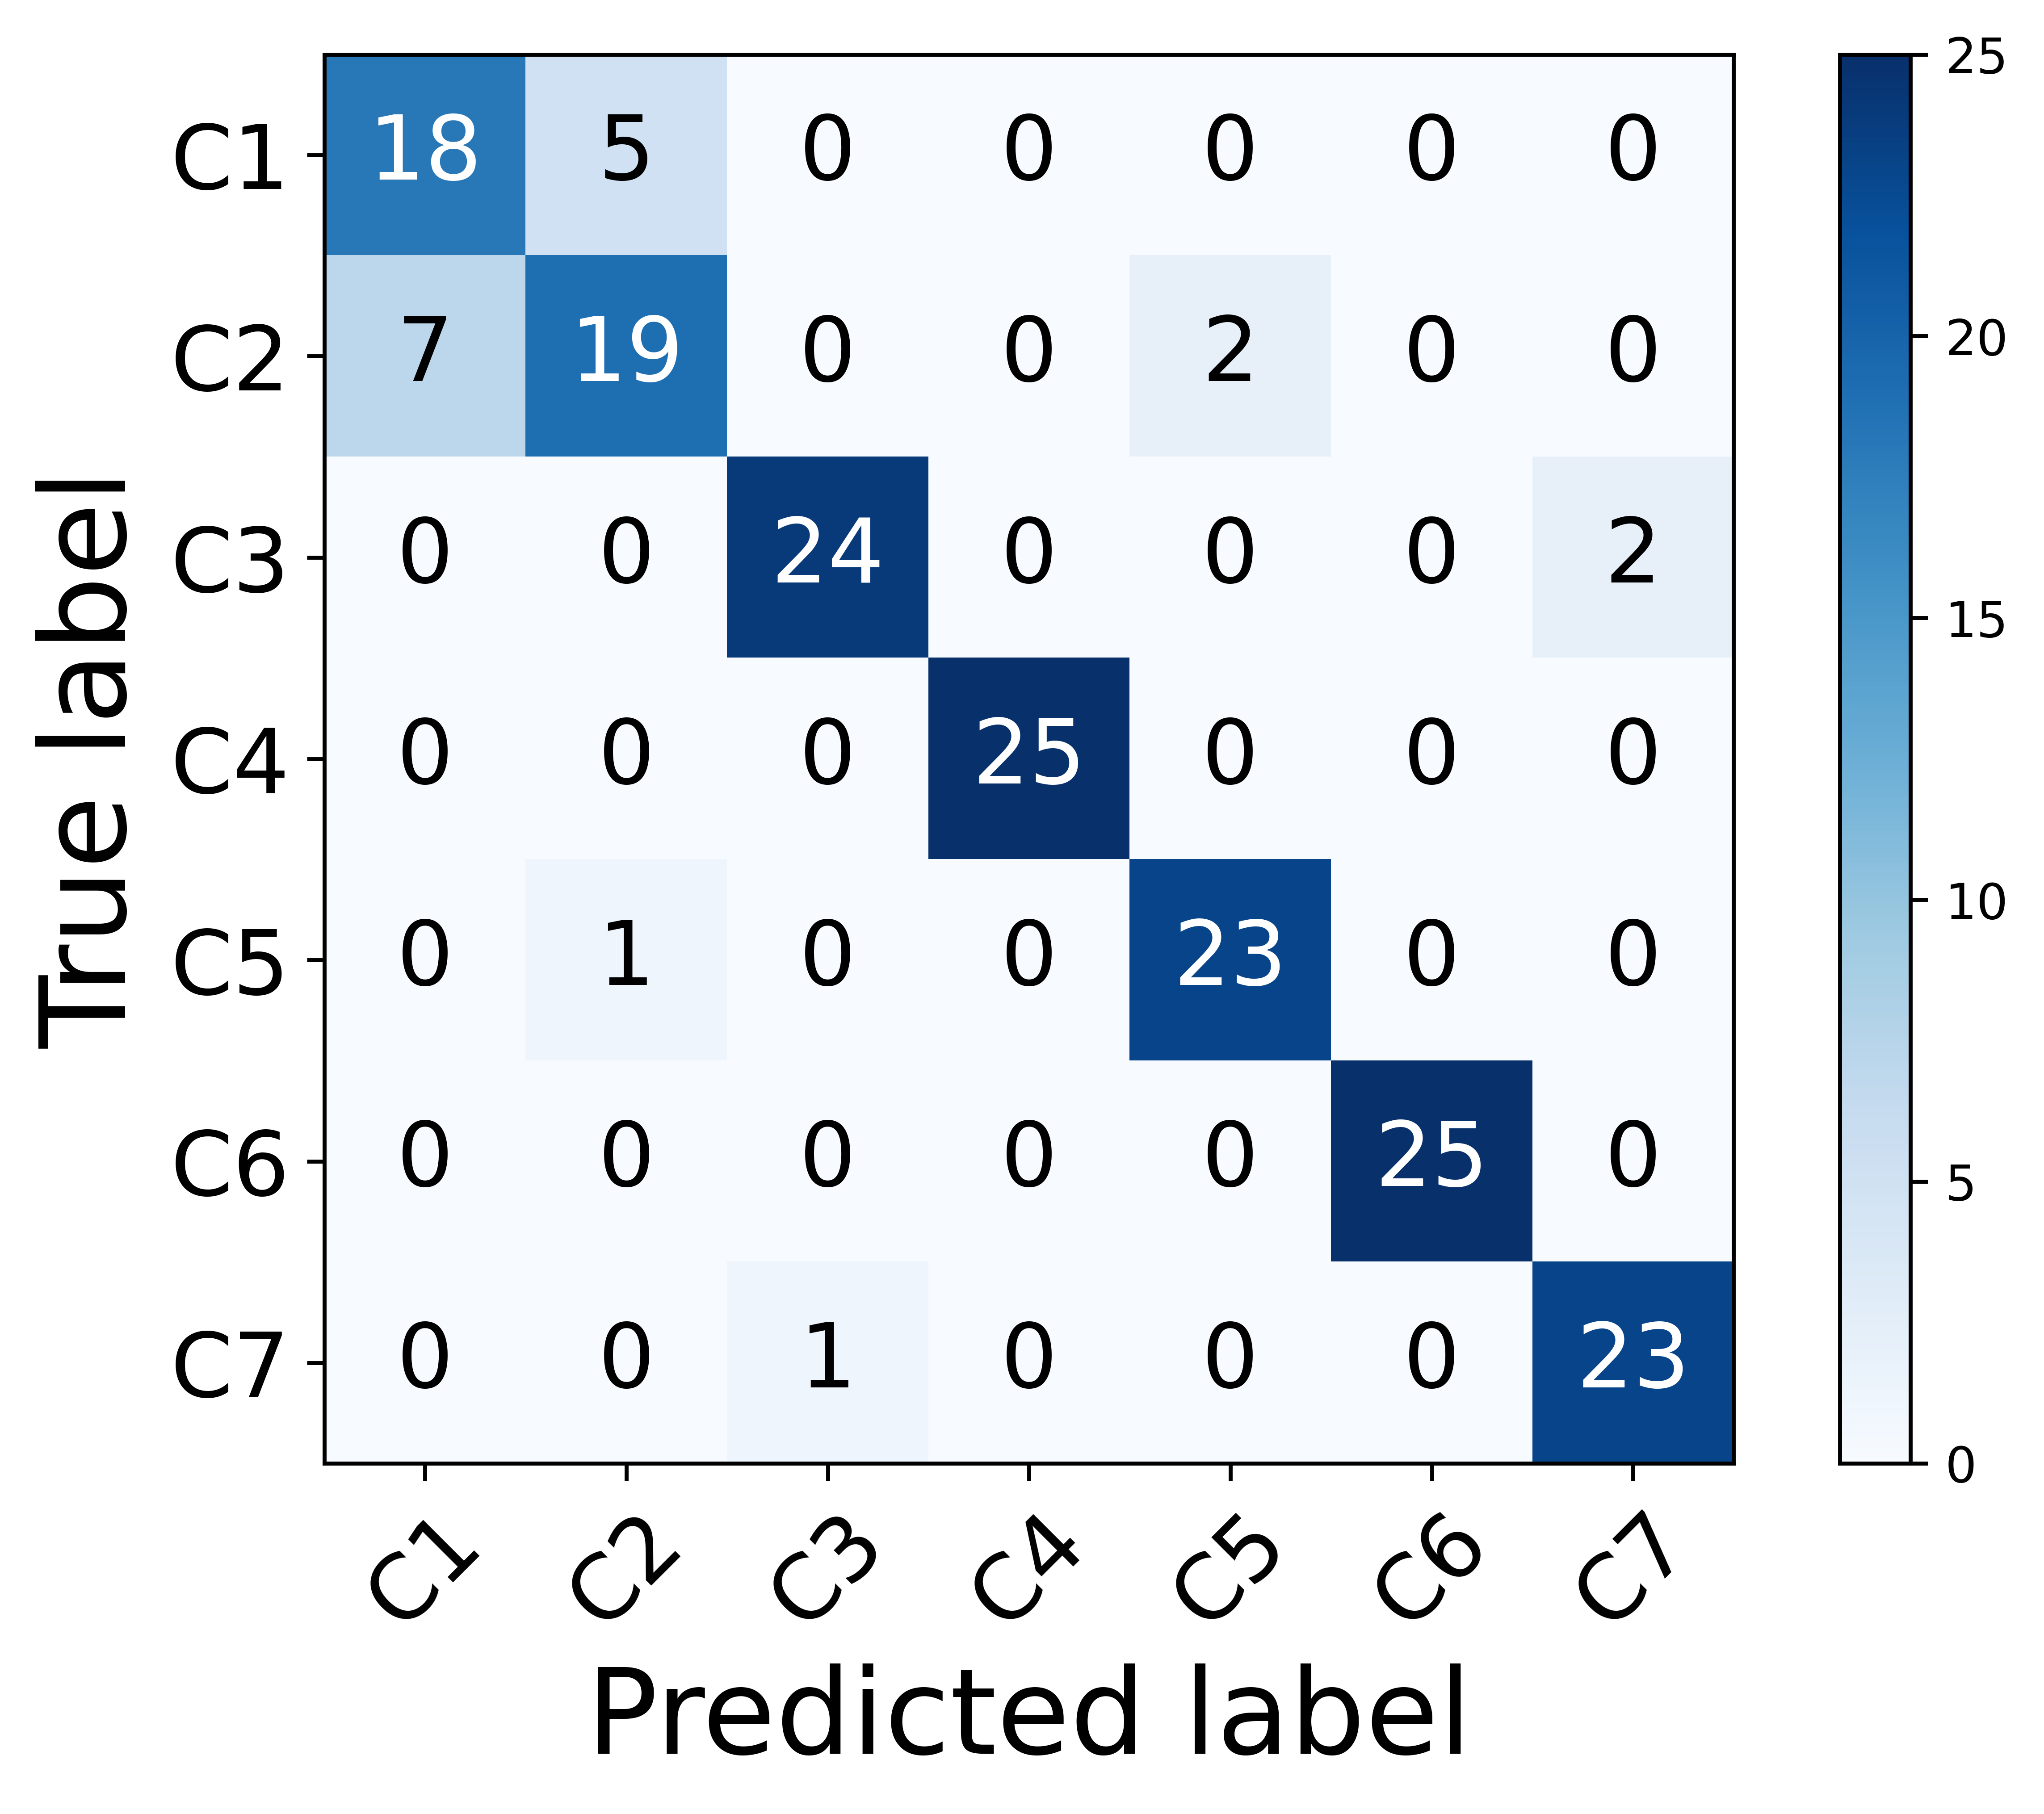 C1 18 5 0 0 0 0 0
C2 7 19 0 0 2 0 0
C3 0 0 24 0 0 0 2
C4 0 0 0 25 0 0 0
C5 0 1 0 0 23 0 0
C6 0 0 0 0 0 25 0
C7 0 0 1 0 0 0 23
True label
C1 C2 C3 C4 C5 C6 C7
Predicted label
25
20
15
10
5
0